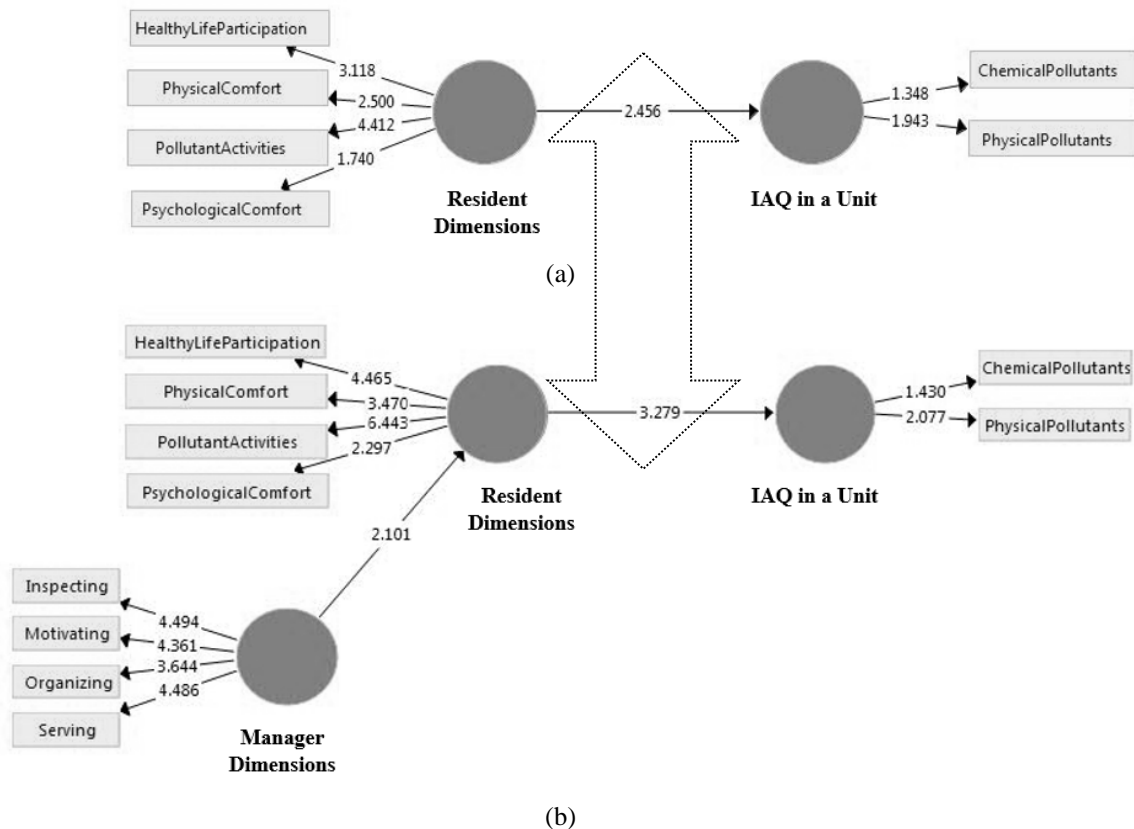 HealthyLifeParticipation
3.118
PhysicalComfort
2.500
4.412
PollutantActivities
1.740
PsychologicalComfort
Resident
Dimensions
2.456
IAQ in a Unit
1.348
ChemicalPollutants
1.943
PhysicalPollutants
(a)
HealthyLifeParticipation
4.465
PhysicalComfort
3.470
6.443
PollutantActivities
2.297
PsychologicalComfort
Resident
Dimensions
3.279
IAQ in a Unit
ChemicalPollutants
1.430
2.077
PhysicalPollutants
2.101
Inspecting
4.494
Motivating
4.361
3.644
Organizing
4.486
Serving
Manager
Dimensions
(b)